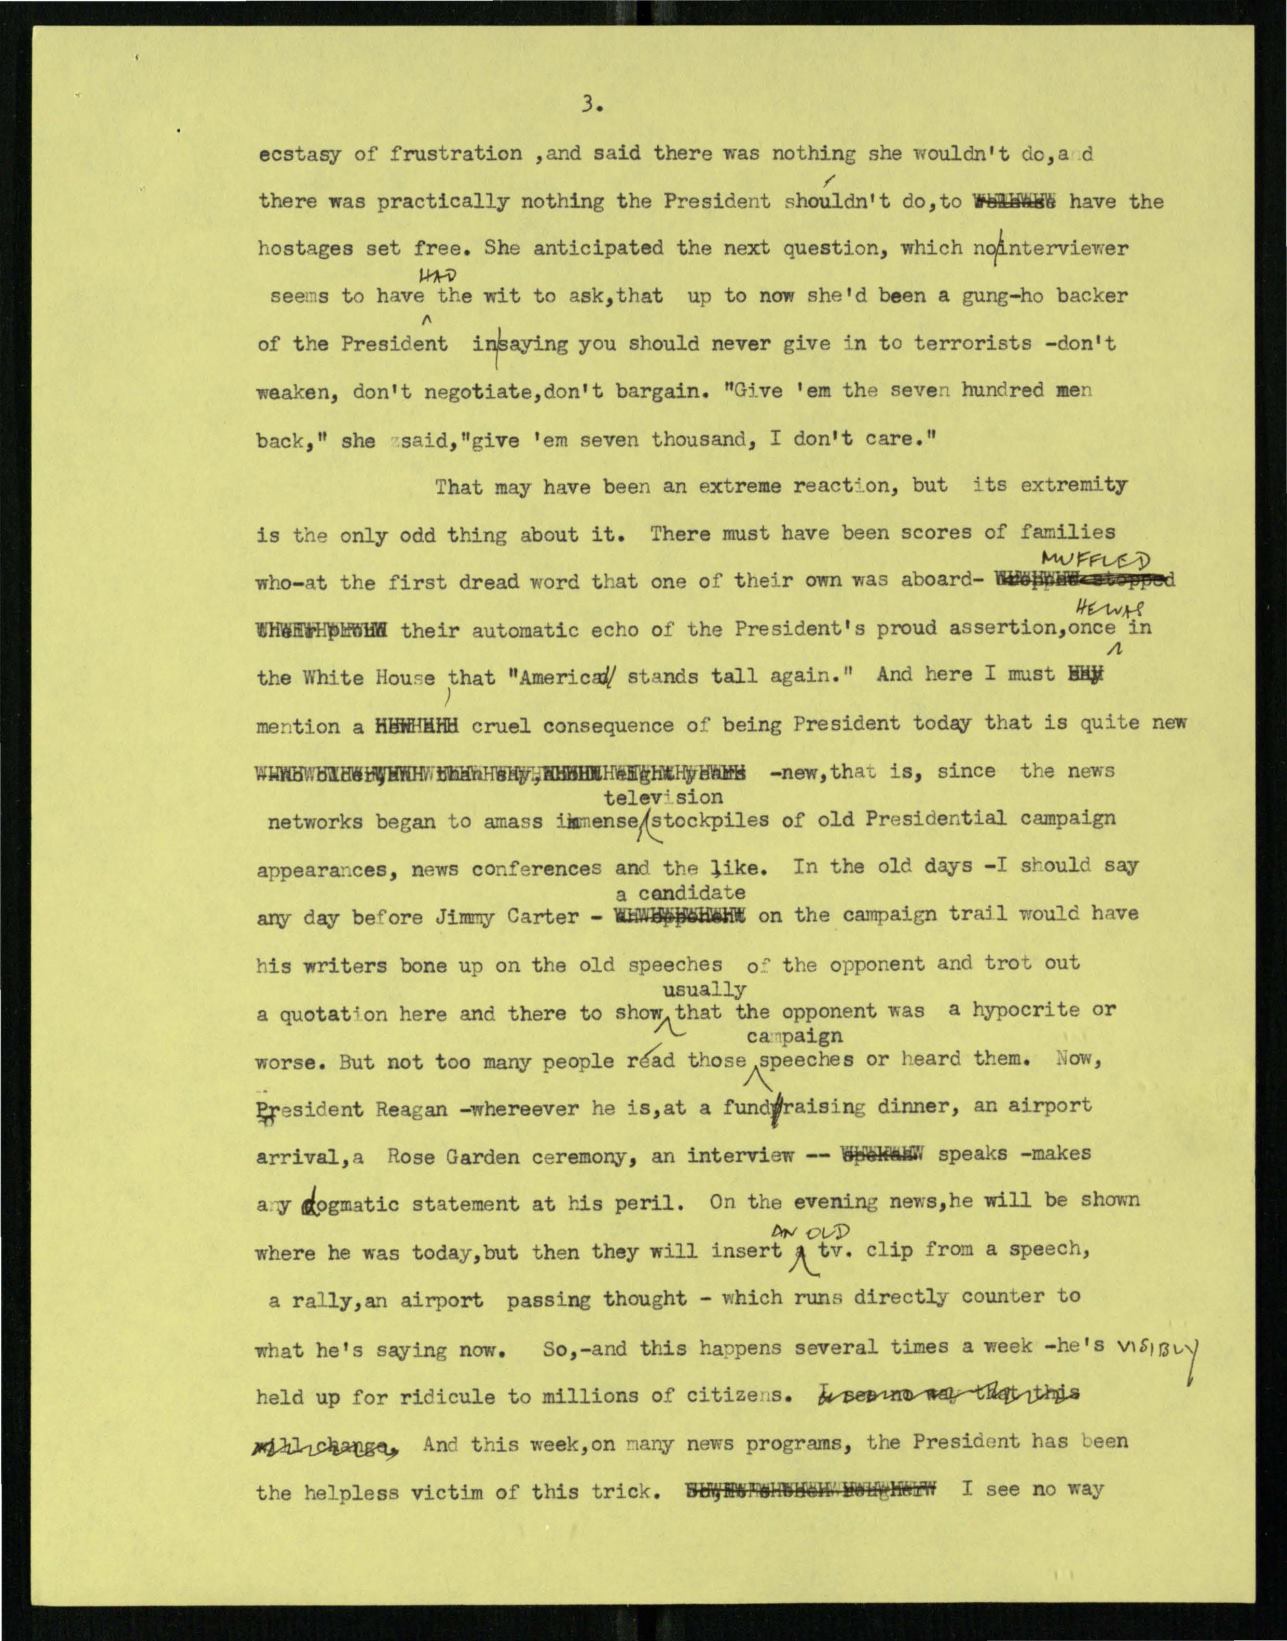 3.
ecstasy of frustration ,and said there was nothing she wouldn't do,a d
there was practically nothing the President shouldn't do,to have the
hostages set free. She anticipated the next question, which no interviewer
HAD
seems to have the wit to ask,that up to now she'd been a gung-ho backer
of the President in saying you should never give in to terrorists -don't
weaken, don't negotiate,don't bargain. "Give 'em the seven hundred men
back," she said,"give 'em seven thousand, I don't care."
That may have been an extreme reaction, but its extremity
is the only odd thing about it. There must have been scores of families
MUFFLED
who-at the first dread word that one of their own was aboard- stopped
HE WAS
their automatic echo of the President's proud assertion,once in
the White House, that "America stands tall again." And here I must say
mention a cruel consequence of being President today that is quite new
than say, eight years -new,that is, since the news
television
networks began to amass immense stockpiles of old Presidential campaign
appearances, news conferences and the like. In the old days -I should say
a candidate
any day before Jimmy Carter - on the campaign trail would have
his writers bone up on the old speeches of the opponent and trot out
usually
a quotation here and there to show that the opponent was a hypocrite or
campaign
worse. But not too many people read those speeches or heard them. Now,
President Reagan -whereever he is,at a fund raising dinner, an airport
arrival,a Rose Garden ceremony, an interview -- speaks -makes
a y dogmatic statement at his peril. On the evening news,he will be shown
AN OLD
where he was today,but then they will insert a tv. clip from a speech,
a rally,an airport passing thought - which runs directly counter to
what he's saying now. So,-and this happens several times a week -he's VISIBLY
held up for ridicule to millions of citizens. I see no way that this
will change. And this week,on many news programs, the President has been
the helpless victim of this trick. I see no way